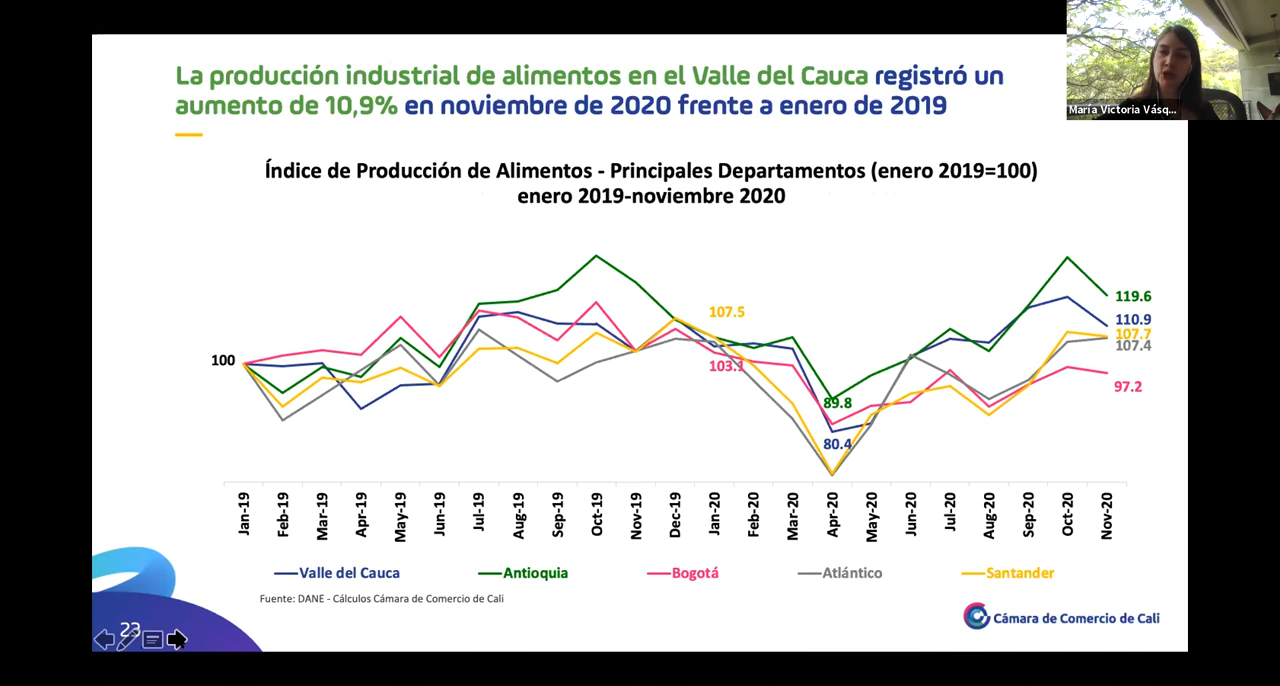 La producción industrial de alimentos en el Valle del Cauca registró un
aumento de 10,9% en noviembre de 2020 frente a enero de 2019
María Victoria Vásq...
Índice de Producción de Alimentos - Principales Departamentos (enero 2019=100)
enero 2019-noviembre 2020
100
107.5
103.1
89.8
80.4
119.6
110.9
107.7
107.4
97.2
Jan-19
Feb-19
Mar-19
Apr-19
May-19
Jun-19
Jul-19
Aug-19
Sep-19
Oct-19
Nov-19
Dec-19
Jan-20
Feb-20
Mar-20
Apr-20
May-20
Jun-20
Jul-20
Aug-20
Sep-20
Oct-20
Nov-20
Valle del Cauca Antioquia Bogotá Atlántico Santander
Fuente: DANE - Cálculos Cámara de Comercio de Cali
23
Cámara de Comercio de Cali